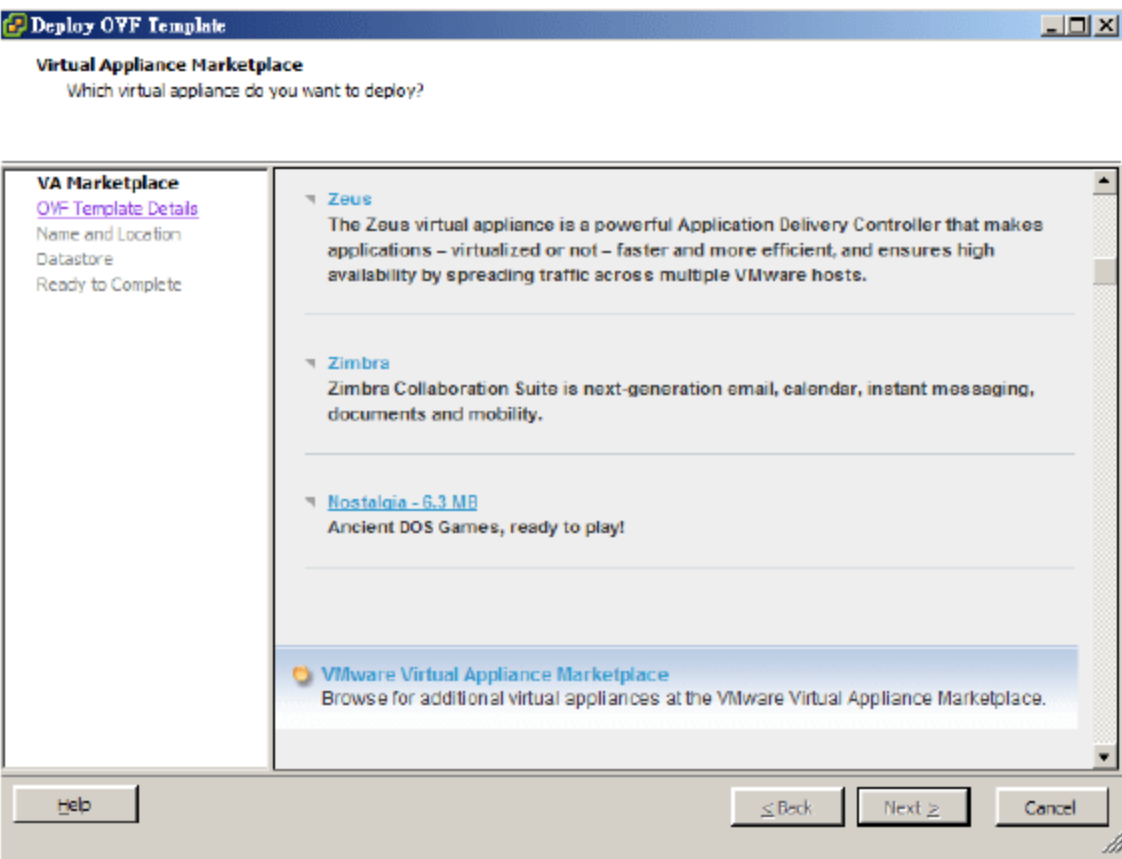 Deploy OVF Template
Virtual Appliance Marketplace
Which virtual appliance do you want to deploy?
VA Marketplace
OVF Template Details
Name and Location
Datastore
Ready to Complete
Zeus
The Zeus virtual appliance is a powerful Application Delivery Controller that makes
applications – virtualized or not – faster and more efficient, and ensures high
availability by spreading traffic across multiple VMware hosts.
Zimbra
Zimbra Collaboration Suite is next-generation email, calendar, instant messaging,
documents and mobility.
Nostalgia - 6.3 MB
Ancient DOS Games, ready to play!
VMware Virtual Appliance Marketplace
Browse for additional virtual appliances at the VMware Virtual Appliance Marketplace.
Help
≤ Back
Next ≥
Cancel